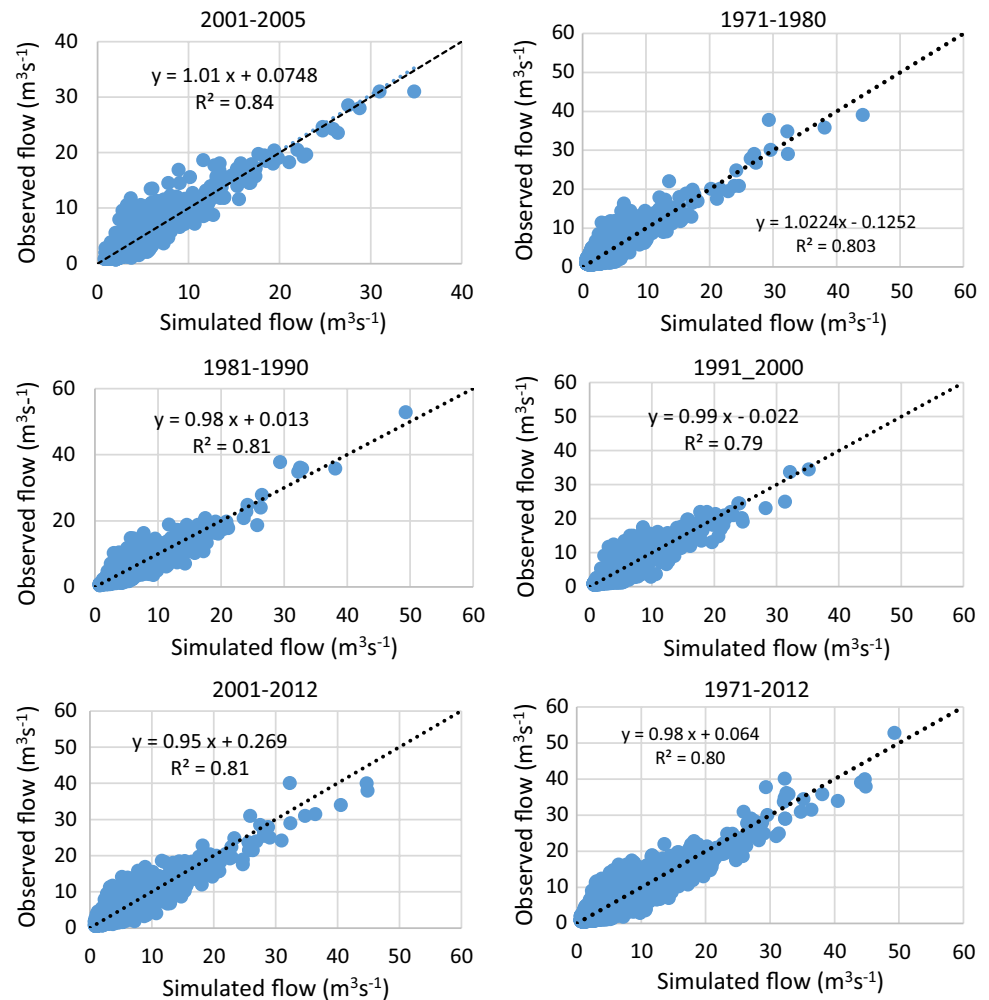 2001-2005
Observed flow (m³s⁻¹)
40
30
20
10
0
y = 1.01 x + 0.0748
R² = 0.84
0 10 20 30 40
Simulated flow (m³s⁻¹)
1971-1980
Observed flow (m³s⁻¹)
60
50
40
30
20
10
0
y = 1.0224x - 0.1252
R² = 0.803
0 10 20 30 40 50 60
Simulated flow (m³s⁻¹)
1981-1990
Observed flow (m³s⁻¹)
60
40
20
0
y = 0.98 x + 0.013
R² = 0.81
0 10 20 30 40 50 60
Simulated flow (m³s⁻¹)
1991_2000
Observed flow (m³s⁻¹)
60
50
40
30
20
10
0
y = 0.99 x - 0.022
R² = 0.79
0 10 20 30 40 50 60
Simulated flow (m³s⁻¹)
2001-2012
Observed flow (m³s⁻¹)
60
50
40
30
20
10
0
y = 0.95 x + 0.269
R² = 0.81
0 10 20 30 40 50 60
Simulated flow (m³s⁻¹)
1971-2012
Observed flow (m³s⁻¹)
60
50
40
30
20
10
0
y = 0.98 x + 0.064
R² = 0.80
0 10 20 30 40 50 60
Simulated flow (m³s⁻¹)